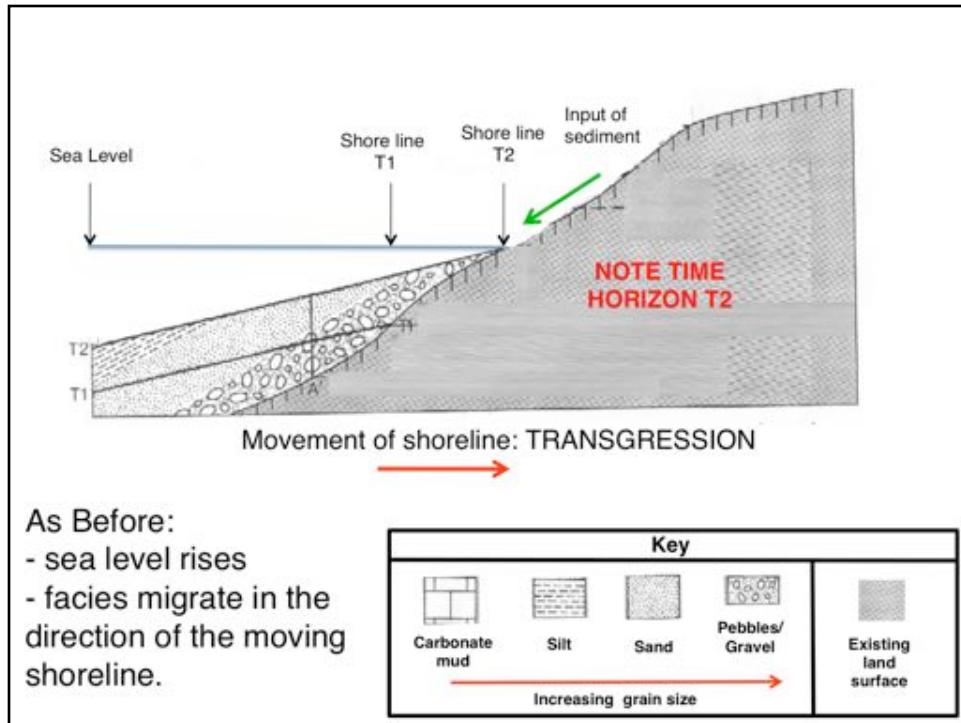 Sea Level
Shore line
T1
Shore line
T2
Input of
sediment
NOTE TIME
HORIZON T2
T2
T1
A
Movement of shoreline: TRANSGRESSION
As Before:
- sea level rises
- facies migrate in the
direction of the moving
shoreline.
Key
Carbonate
mud
Silt
Sand
Pebbles/
Gravel
Existing
land
surface
Increasing grain size